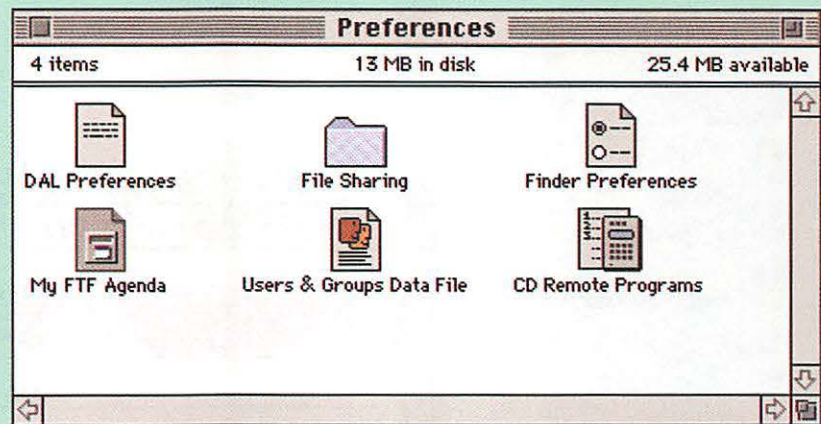 Preferences
4 items 13 MB in disk 25.4 MB available
DAL Preferences File Sharing Finder Preferences
My FTF Agenda Users & Groups Data File CD Remote Programs